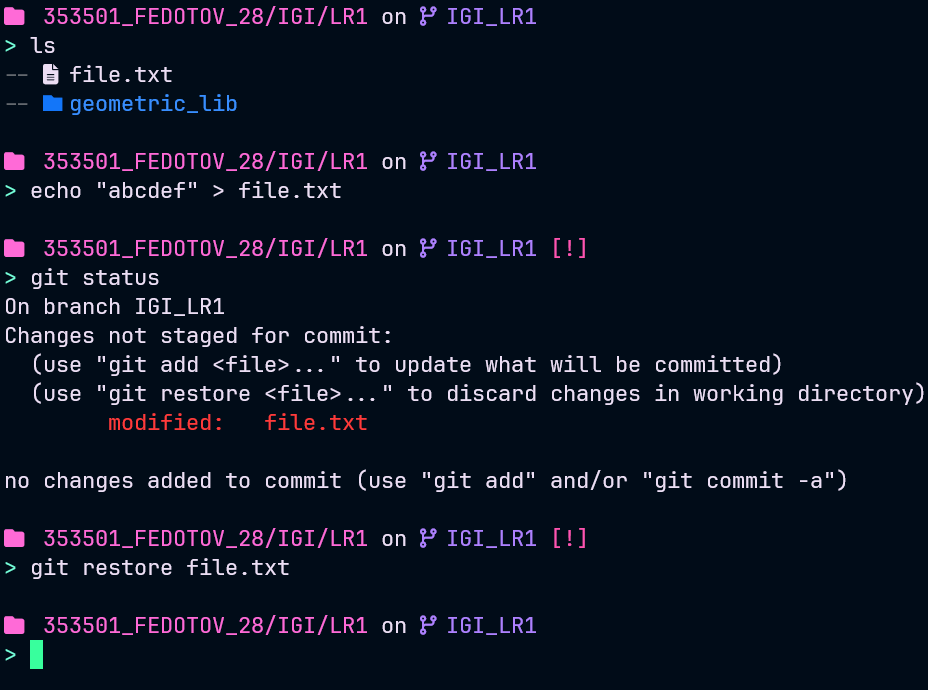 353501_FEDOTOV_28/IGI/LR1 on IGI_LR1
> ls
-- file.txt
-- geometric_lib
353501_FEDOTOV_28/IGI/LR1 on IGI_LR1
> echo "abcdef" > file.txt
353501_FEDOTOV_28/IGI/LR1 on IGI_LR1 [!]
> git status
On branch IGI_LR1
Changes not staged for commit:
  (use "git add <file>..." to update what will be committed)
  (use "git restore <file>..." to discard changes in working directory)
        modified:   file.txt
no changes added to commit (use "git add" and/or "git commit -a")
353501_FEDOTOV_28/IGI/LR1 on IGI_LR1 [!]
> git restore file.txt
353501_FEDOTOV_28/IGI/LR1 on IGI_LR1
>